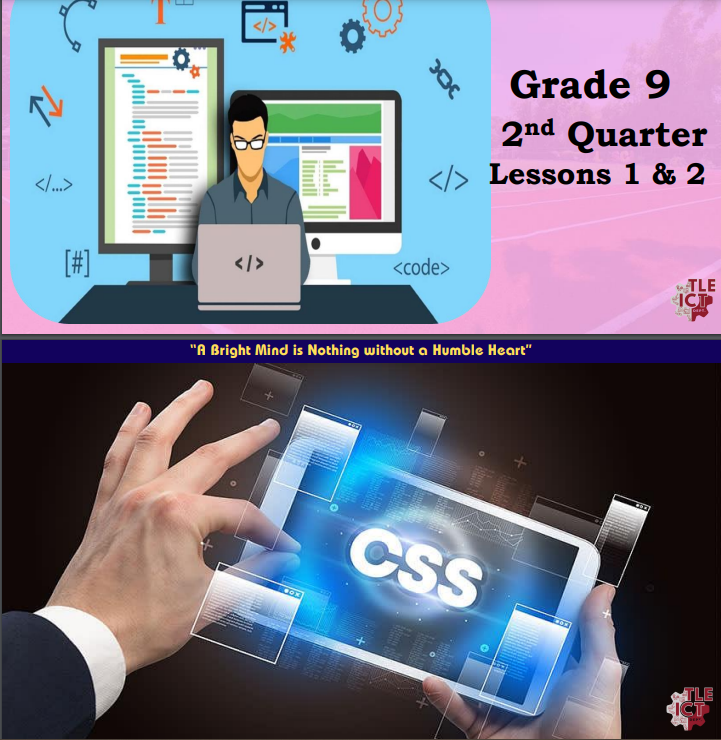 T
</>
Grade 9
2nd Quarter
Lessons 1 & 2
</...>
</>
[#]
</>
<code>
TLE
ICT
"A Bright Mind is Nothing without a Humble Heart"
CSS
TLE
ICT